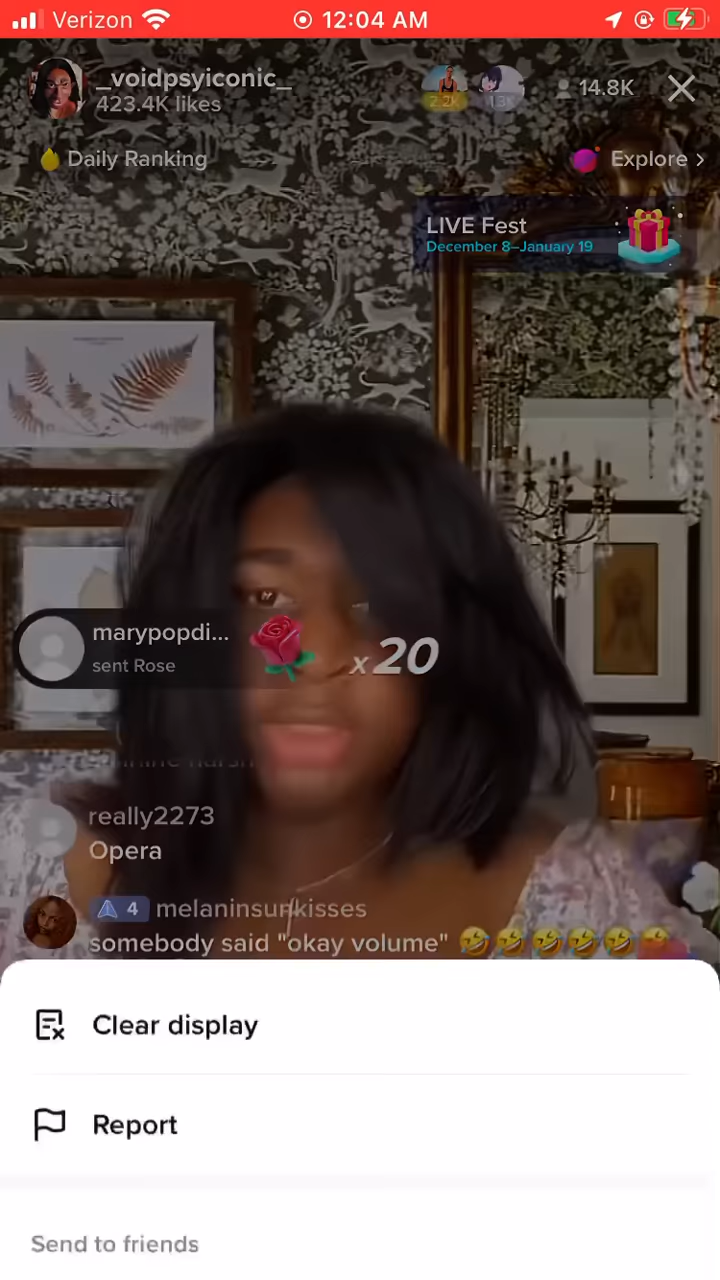 Verizon
12:04 AM
_voidpsyiconic_
423.4K likes
14.8K
Daily Ranking
Explore >
LIVE Fest
December 8–January 19
marypopdi...
sent Rose
x20
really2273
Opera
4 melaninsunkisses
somebody said "okay volume" 🤣🤣🤣🤣🤣🤣
Clear display
Report
Send to friends